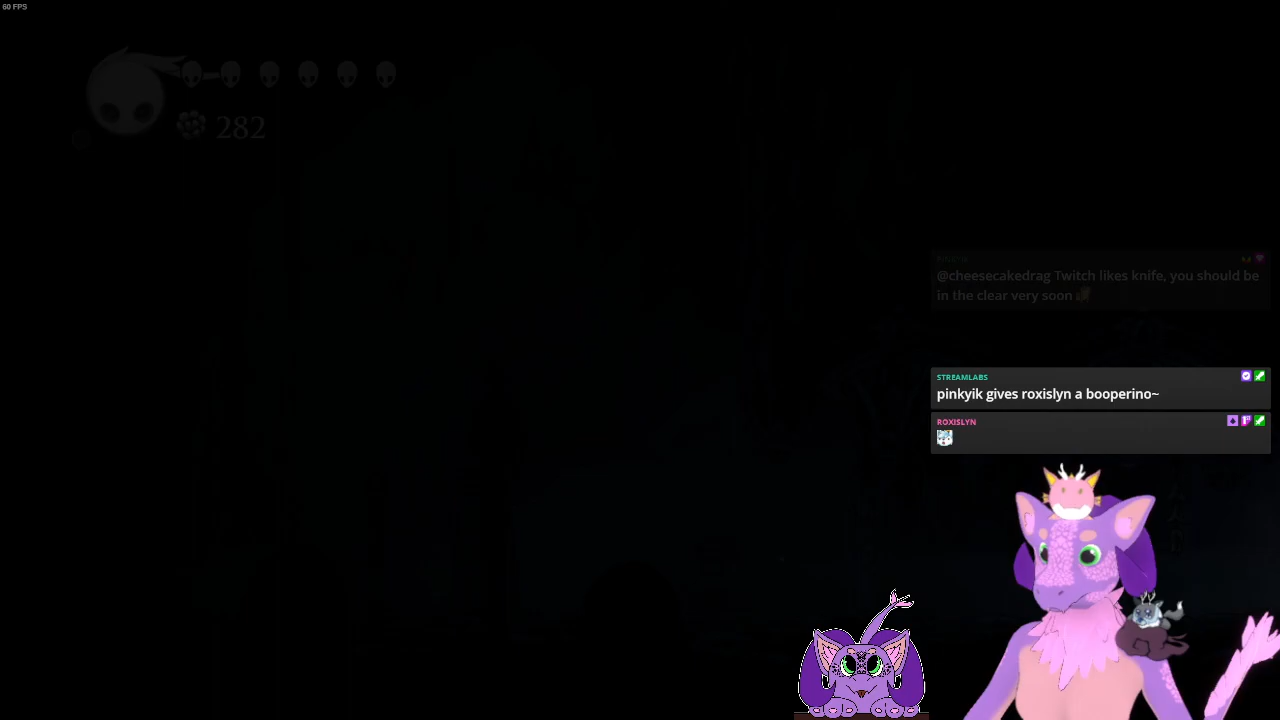 60 FPS
282
@cheesecakedrag Twitch likes knife, you should be
in the clear very soon
STREAMLABS
pinkyik gives roxislyn a booperino~
ROXISLYN